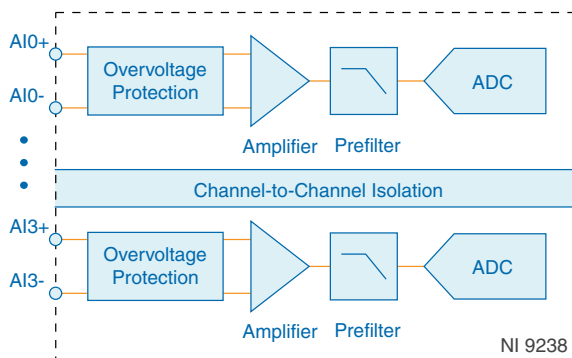 AI0+
Overvoltage
Protection
ADC
AI0-
Amplifier
Prefilter
Channel-to-Channel Isolation
AI3+
Overvoltage
Protection
ADC
AI3-
Amplifier
Prefilter
NI 9238